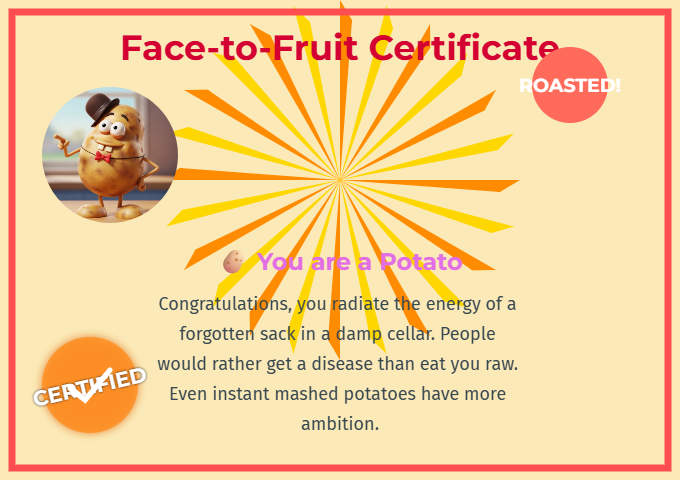 Face-to-Fruit Certificate
ROASTED!
🥔 You are a Potato
Congratulations, you radiate the energy of a
forgotten sack in a damp cellar. People
would rather get a disease than eat you raw.
Even instant mashed potatoes have more
ambition.
CERTIFIED